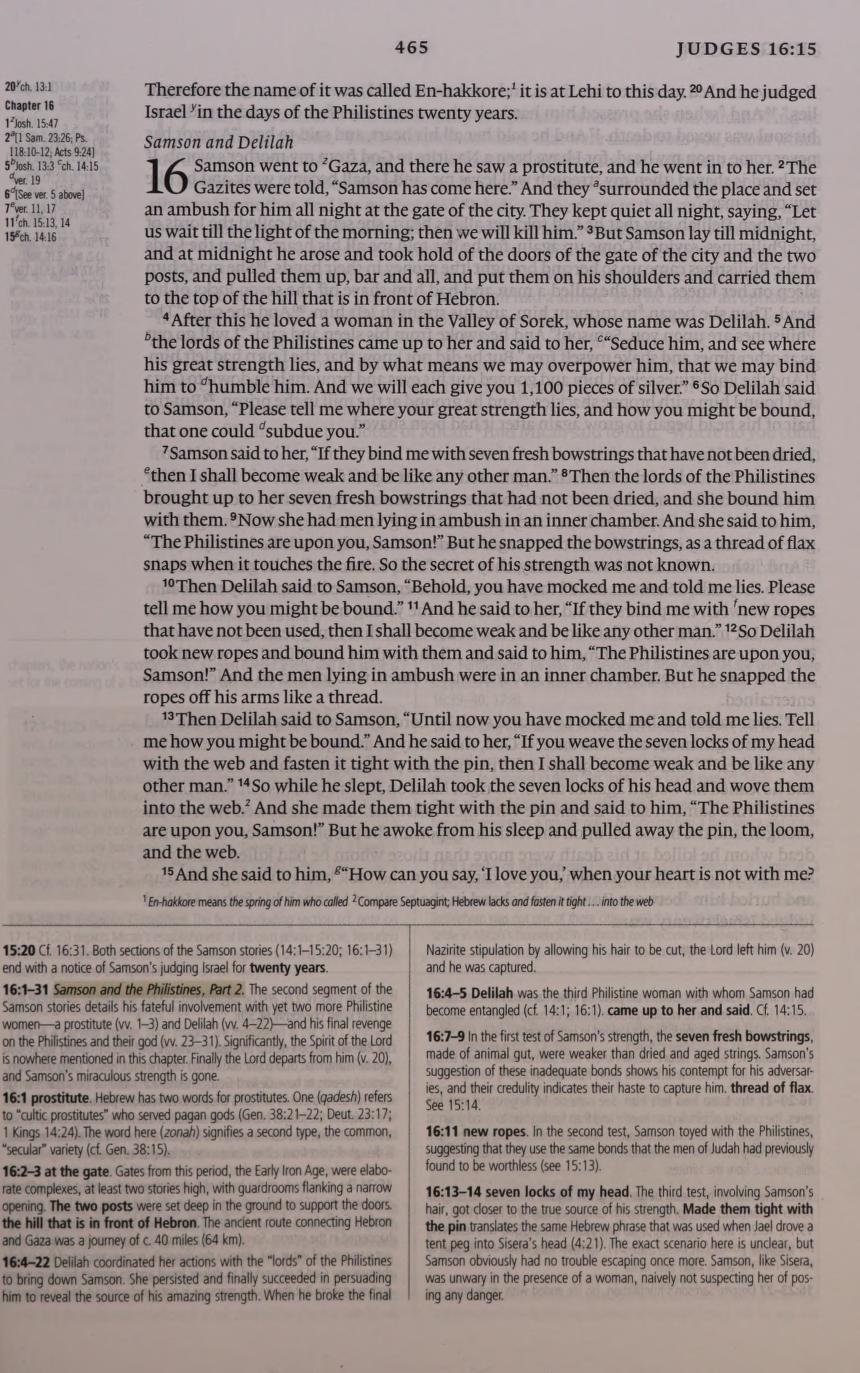 465 JUDGES 16:15
20 y ch. 13:1
Chapter 16
1 z Josh. 15:47
2 a [1 Sam. 23:26; Ps.
118:10-12; Acts 9:24]
5 b Josh. 13:3 c ch. 14:15
d ver. 19
6 d [See ver. 5 above]
7 e ver. 11, 17
11 f ch. 15:13, 14
15 g ch. 14:16
Therefore the name of it was called En-hakkore;1 it is at Lehi to this day. 20 And he judged
Israel y in the days of the Philistines twenty years.
Samson and Delilah
16 Samson went to z Gaza, and there he saw a prostitute, and he went in to her. 2 The
Gazites were told, “Samson has come here.” And they a surrounded the place and set
an ambush for him all night at the gate of the city. They kept quiet all night, saying, “Let
us wait till the light of the morning; then we will kill him.” 3 But Samson lay till midnight,
and at midnight he arose and took hold of the doors of the gate of the city and the two
posts, and pulled them up, bar and all, and put them on his shoulders and carried them
to the top of the hill that is in front of Hebron.
4 After this he loved a woman in the Valley of Sorek, whose name was Delilah. 5 And
b the lords of the Philistines came up to her and said to her, c “Seduce him, and see where
his great strength lies, and by what means we may overpower him, that we may bind
him to d humble him. And we will each give you 1,100 pieces of silver.” 6 So Delilah said
to Samson, “Please tell me where your great strength lies, and how you might be bound,
that one could d subdue you.”
7 Samson said to her, “If they bind me with seven fresh bowstrings that have not been dried,
e then I shall become weak and be like any other man.” 8 Then the lords of the Philistines
brought up to her seven fresh bowstrings that had not been dried, and she bound him
with them. 9 Now she had men lying in ambush in an inner chamber. And she said to him,
“The Philistines are upon you, Samson!” But he snapped the bowstrings, as a thread of flax
snaps when it touches the fire. So the secret of his strength was not known.
10 Then Delilah said to Samson, “Behold, you have mocked me and told me lies. Please
tell me how you might be bound.” 11 And he said to her, “If they bind me with f new ropes
that have not been used, then I shall become weak and be like any other man.” 12 So Delilah
took new ropes and bound him with them and said to him, “The Philistines are upon you,
Samson!” And the men lying in ambush were in an inner chamber. But he snapped the
ropes off his arms like a thread.
13 Then Delilah said to Samson, “Until now you have mocked me and told me lies. Tell
me how you might be bound.” And he said to her, “If you weave the seven locks of my head
with the web and fasten it tight with the pin, then I shall become weak and be like any
other man.” 14 So while he slept, Delilah took the seven locks of his head and wove them
into the web.2 And she made them tight with the pin and said to him, “The Philistines
are upon you, Samson!” But he awoke from his sleep and pulled away the pin, the loom,
and the web.
15 And she said to him, g “How can you say, ‘I love you,’ when your heart is not with me?
1 En-hakkore means the spring of him who called 2 Compare Septuagint; Hebrew lacks and fasten it tight . . . into the web
15:20 Cf. 16:31. Both sections of the Samson stories (14:1–15:20; 16:1–31)
end with a notice of Samson's judging Israel for twenty years.
16:1–31 Samson and the Philistines, Part 2. The second segment of the
Samson stories details his fateful involvement with yet two more Philistine
women—a prostitute (vv. 1–3) and Delilah (vv. 4–22)—and his final revenge
on the Philistines and their god (vv. 23–31). Significantly, the Spirit of the Lord
is nowhere mentioned in this chapter. Finally the Lord departs from him (v. 20),
and Samson's miraculous strength is gone.
16:1 prostitute. Hebrew has two words for prostitutes. One (qadesh) refers
to “cultic prostitutes” who served pagan gods (Gen. 38:21–22; Deut. 23:17;
1 Kings 14:24). The word here (zonah) signifies a second type, the common,
“secular” variety (cf. Gen. 38:15).
16:2–3 at the gate. Gates from this period, the Early Iron Age, were elabo-
rate complexes, at least two stories high, with guardrooms flanking a narrow
opening. The two posts were set deep in the ground to support the doors.
the hill that is in front of Hebron. The ancient route connecting Hebron
and Gaza was a journey of c. 40 miles (64 km).
16:4–22 Delilah coordinated her actions with the “lords” of the Philistines
to bring down Samson. She persisted and finally succeeded in persuading
him to reveal the source of his amazing strength. When he broke the final
Nazirite stipulation by allowing his hair to be cut, the Lord left him (v. 20)
and he was captured.
16:4–5 Delilah was the third Philistine woman with whom Samson had
become entangled (cf. 14:1; 16:1). came up to her and said. Cf. 14:15.
16:7–9 In the first test of Samson's strength, the seven fresh bowstrings,
made of animal gut, were weaker than dried and aged strings. Samson's
suggestion of these inadequate bonds shows his contempt for his adversar-
ies, and their credulity indicates their haste to capture him. thread of flax.
See 15:14.
16:11 new ropes. In the second test, Samson toyed with the Philistines,
suggesting that they use the same bonds that the men of Judah had previously
found to be worthless (see 15:13).
16:13–14 seven locks of my head. The third test, involving Samson's
hair, got closer to the true source of his strength. Made them tight with
the pin translates the same Hebrew phrase that was used when Jael drove a
tent peg into Sisera's head (4:21). The exact scenario here is unclear, but
Samson obviously had no trouble escaping once more. Samson, like Sisera,
was unwary in the presence of a woman, naively not suspecting her of pos-
ing any danger.